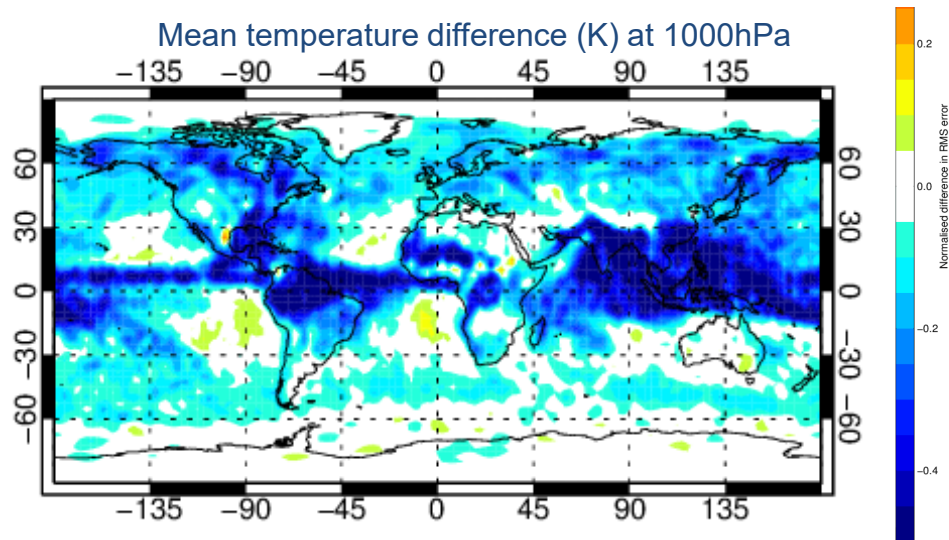 Mean temperature difference (K) at 1000hPa
−135 −90 −45 0 45 90 135
60 60
30 30
0 0
−30 −30
−60 −60
−135 −90 −45 0 45 90 135
0.2
0.0
−0.2
−0.4
Normalised difference in RMS error